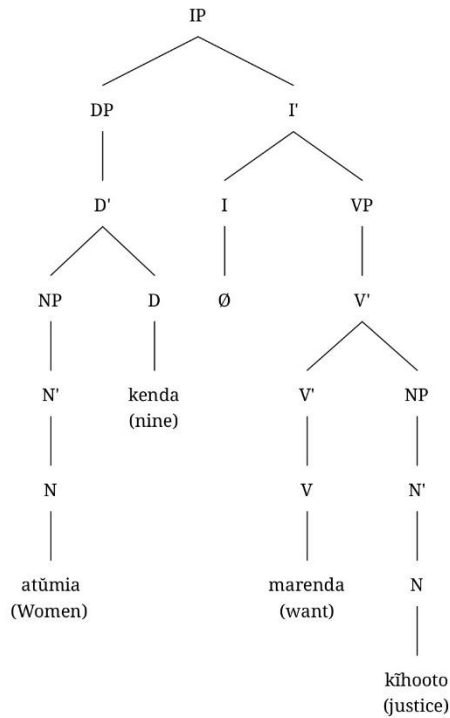 IP
DP I'
D' I VP
NP D Ø V'
N' kenda V' NP
(nine)
N V N'
atŭmia marenda N
(Women) (want)
kĩhooto
(justice)